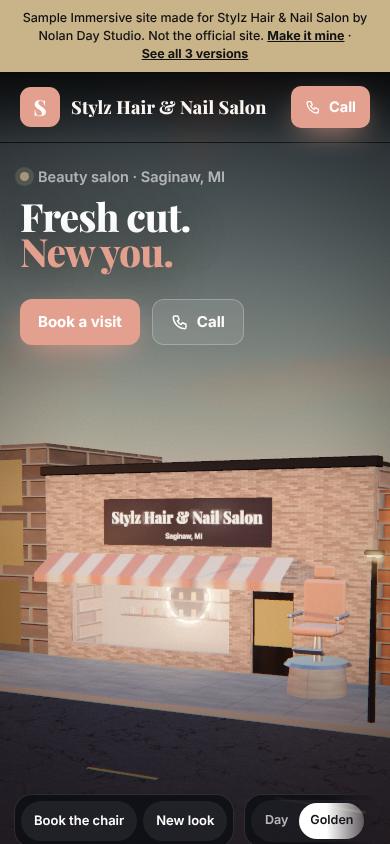 Sample Immersive site made for Stylz Hair & Nail Salon by
Nolan Day Studio. Not the official site. Make it mine ·
See all 3 versions
S
Stylz Hair & Nail Salon
Call
Beauty salon · Saginaw, MI
Fresh cut.
New you.
Book a visit
Call
Stylz Hair & Nail Salon
Saginaw, MI
Book the chair
New look
Day
Golden